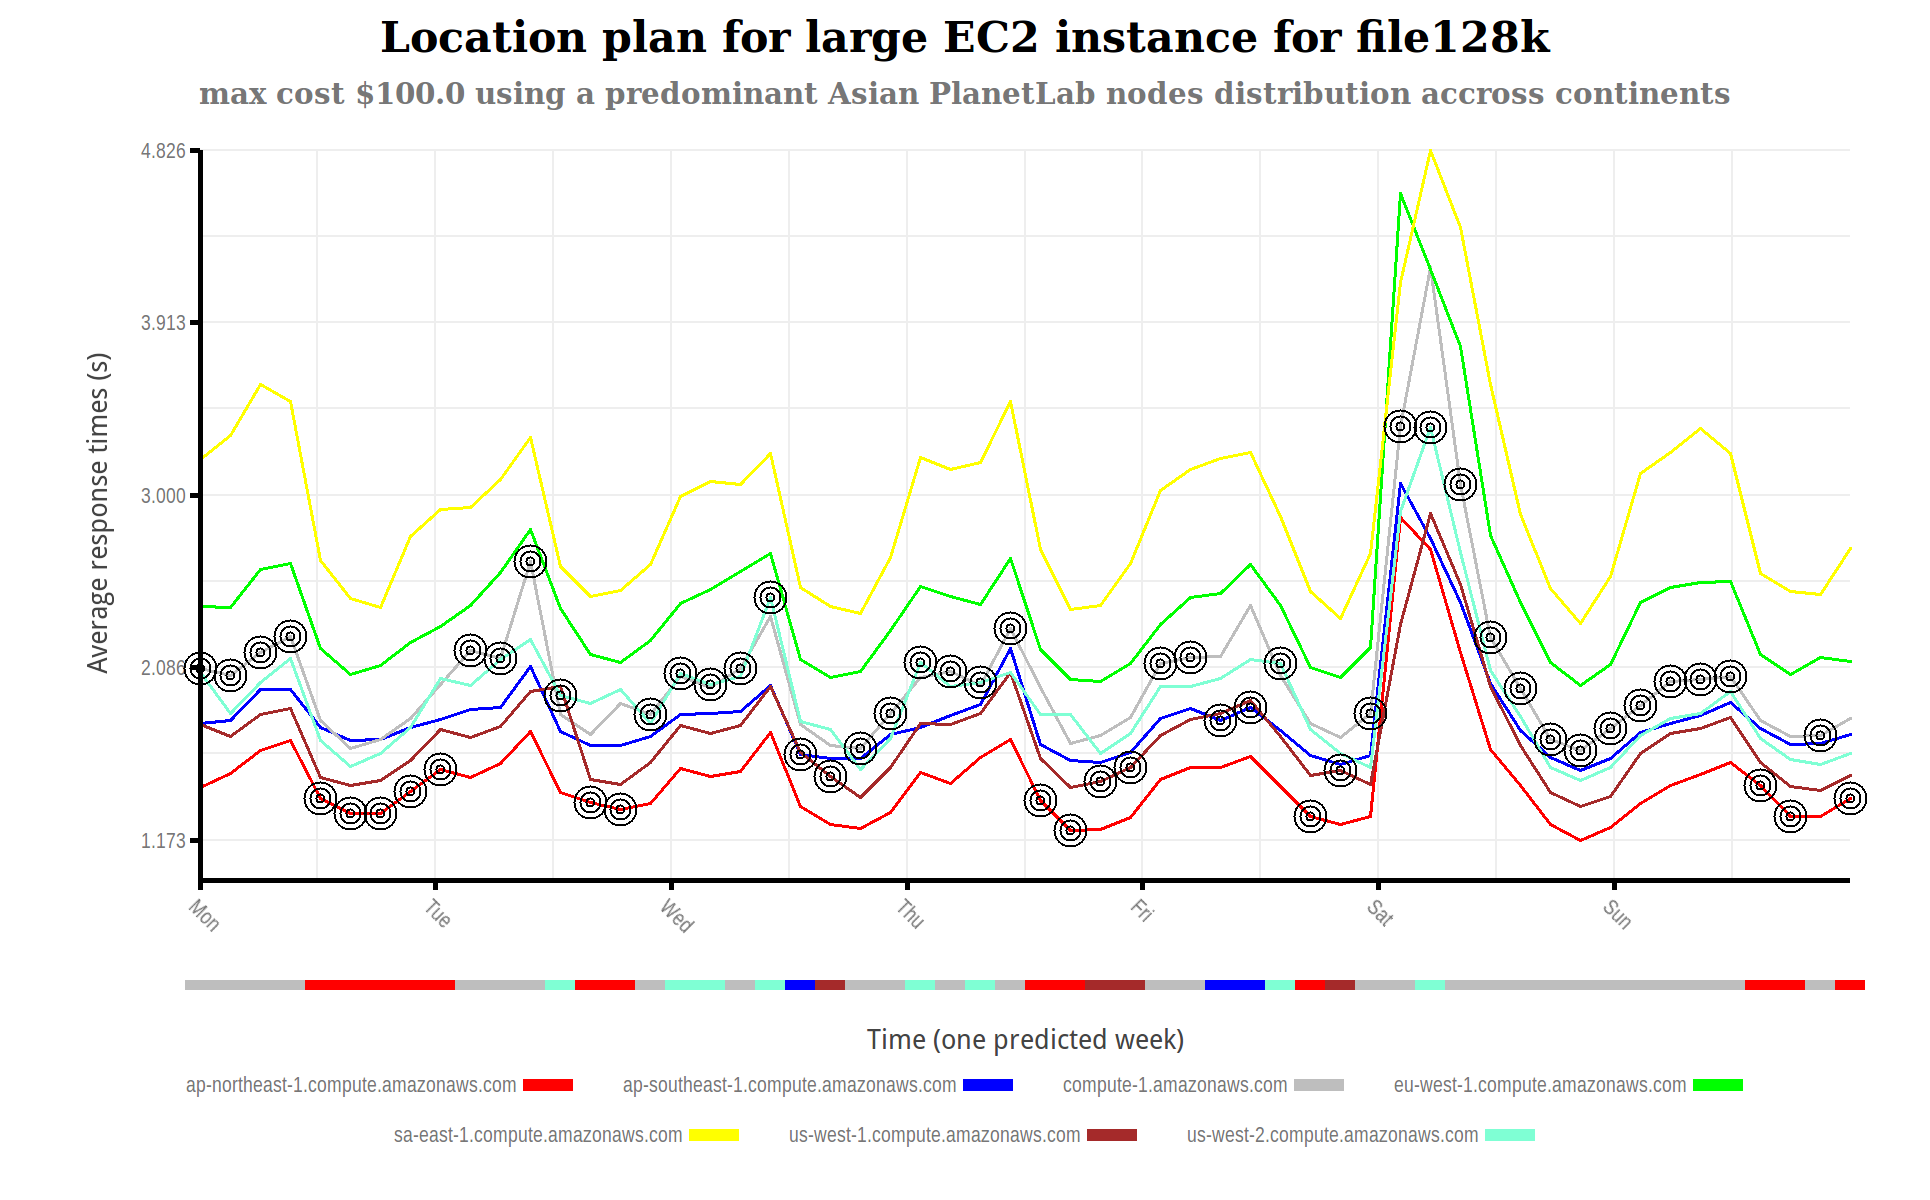 Location plan for large EC2 instance for file128k
max cost $100.0 using a predominant Asian PlanetLab nodes distribution accross continents
Average response times (s)
4.826
3.913
3.000
2.086
1.173
Mon Tue Wed Thu Fri Sat Sun
Time (one predicted week)
ap-northeast-1.compute.amazonaws.com ap-southeast-1.compute.amazonaws.com compute-1.amazonaws.com eu-west-1.compute.amazonaws.com
sa-east-1.compute.amazonaws.com us-west-1.compute.amazonaws.com us-west-2.compute.amazonaws.com